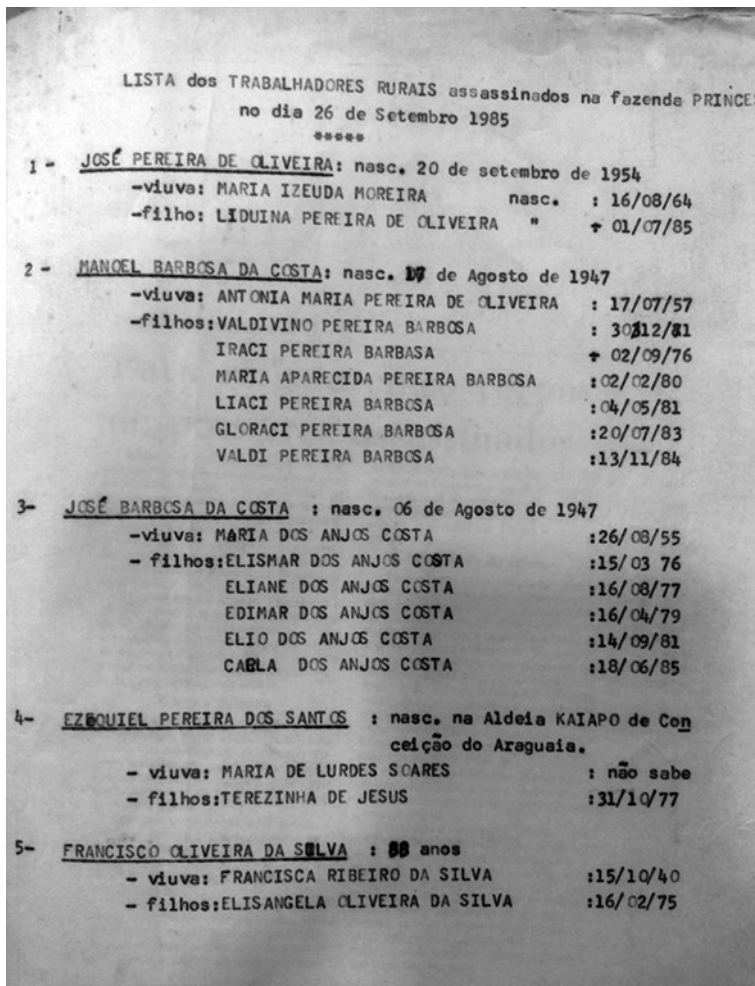 LISTA dos TRABALHADORES RURAIS assassinados na fazenda PRINCES
no dia 26 de Setembro 1985
*****
1 - JOSÉ PEREIRA DE OLIVEIRA: nasc. 20 de setembro de 1954
-viuva: MARIA IZEUDA MOREIRA nasc. : 16/08/64
-filho: LIDUINA PEREIRA DE OLIVEIRA " + 01/07/85
2 - MANOEL BARBOSA DA COSTA: nasc. 17 de Agosto de 1947
-viuva: ANTONIA MARIA PEREIRA DE OLIVEIRA : 17/07/57
-filhos:VALDIVINO PEREIRA BARBOSA :
IRACI PEREIRA BARBASA + 02/09/76
MARIA APARECIDA PEREIRA BARBOSA :02/02/80
LIACI PEREIRA BARBOSA :04/05/81
GLORACI PEREIRA BARBOSA :20/07/83
VALDI PEREIRA BARBOSA :13/11/84
3- JOSÉ BARBOSA DA COSTA : nasc. 06 de Agosto de 1947
-viuva: MARIA DOS ANJOS COSTA :26/08/55
- filhos:ELISMAR DOS ANJOS COSTA :15/03 76
ELIANE DOS ANJOS COSTA :16/08/77
EDIMAR DOS ANJOS COSTA :16/04/79
ELIO DOS ANJOS COSTA :14/09/81
CARLA DOS ANJOS COSTA :18/06/85
4- EZEQUIEL PEREIRA DOS SANTOS : nasc. na Aldeia KAIAPO de Con
ceição do Araguaia.
- viuva: MARIA DE LURDES SOARES : não sabe
- filhos:TEREZINHA DE JESUS :31/10/77
5- FRANCISCO OLIVEIRA DA SILVA : anos
- viuva: FRANCISCA RIBEIRO DA SILVA :15/10/40
- filhos:ELISANGELA OLIVEIRA DA SILVA :16/02/75